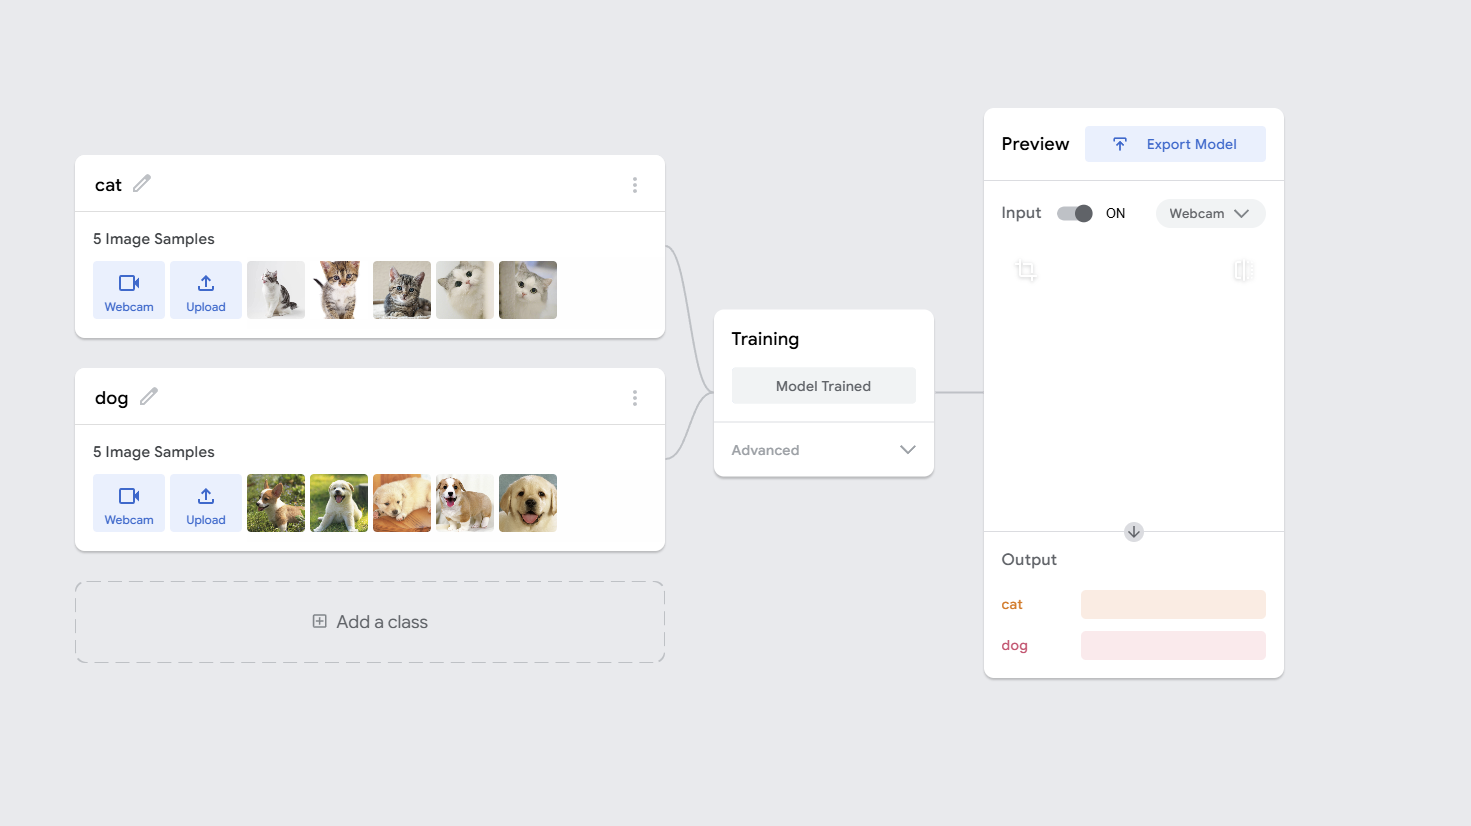 cat
5 Image Samples
Webcam
Upload
dog
5 Image Samples
Webcam
Upload
Add a class
Training
Model Trained
Advanced
Preview
Export Model
Input
ON
Webcam
Output
cat
dog